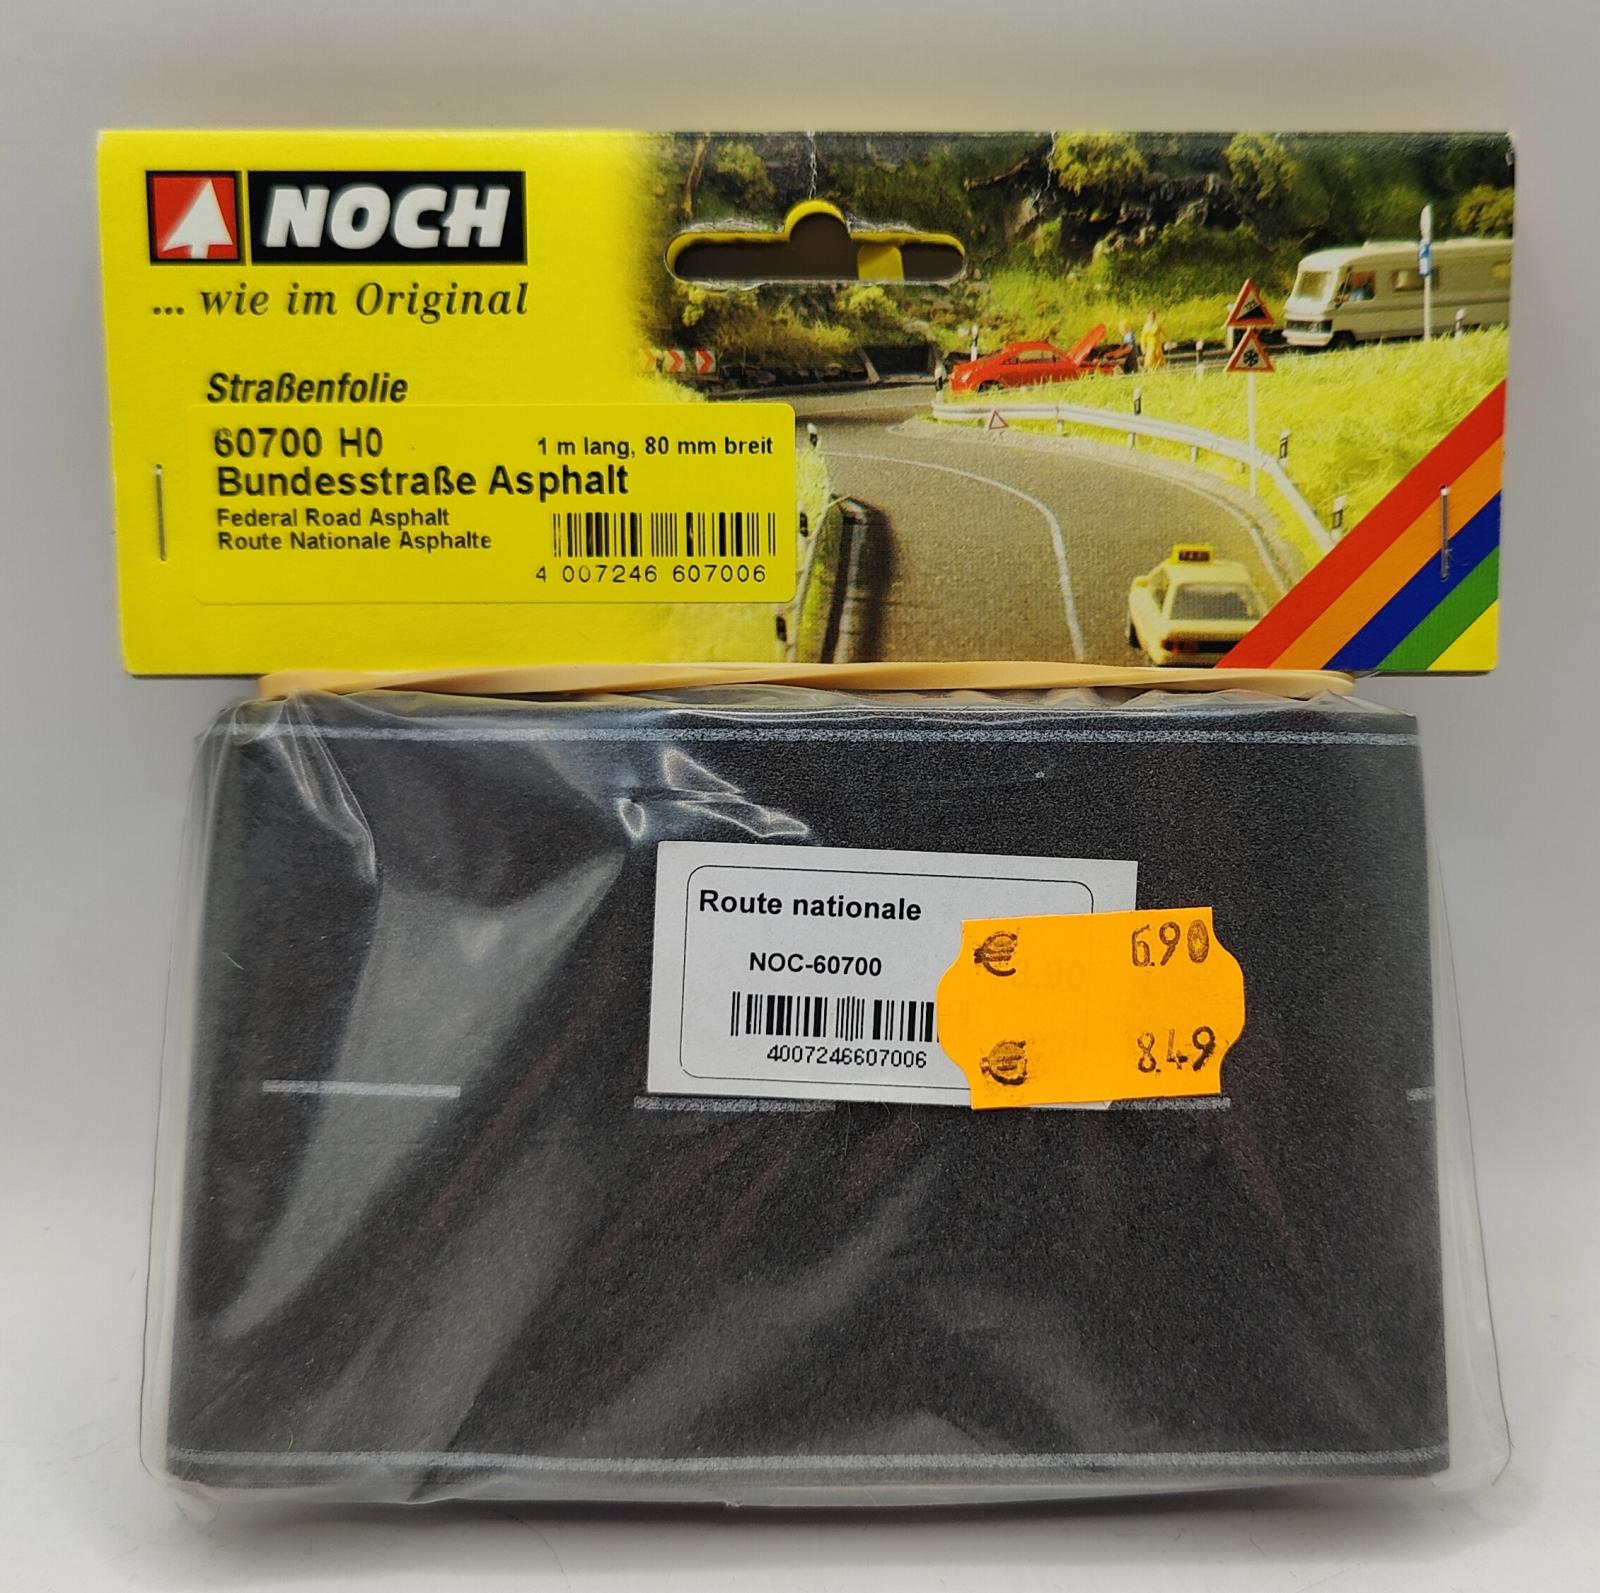 NOCH
... wie im Original
Straßenfolie
60700 H0
1 m lang, 80 mm breit
Bundesstraße Asphalt
Federal Road Asphalt
Route Nationale Asphalte
4 007246 607006
Route nationale
NOC-60700
4007246607006
€ 6.90
€ 8.49